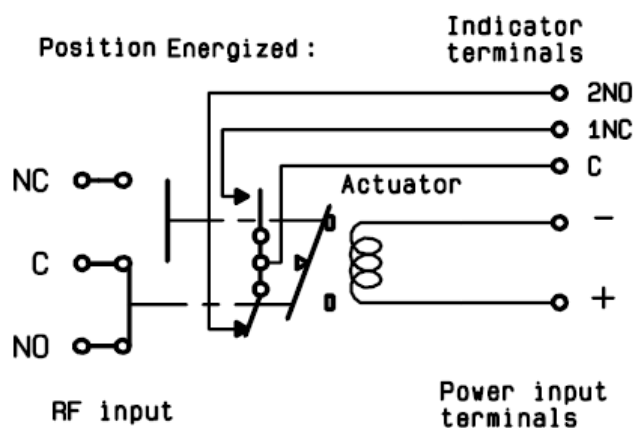 Position Energized :
Indicator
terminals
2NO
1NC
C
NC
Actuator
-
C
+
NO
RF input
Power input
terminals